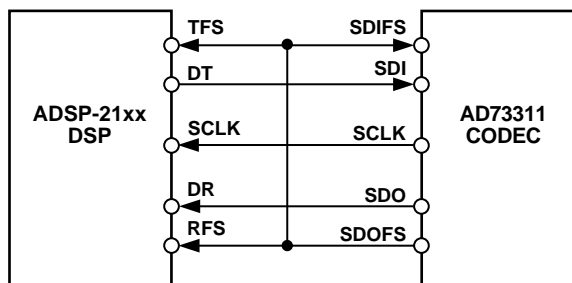 ADSP-21xx
DSP
TFS
DT
SCLK
DR
RFS
SDIFS
SDI
SCLK
SDO
SDOFS
AD73311
CODEC